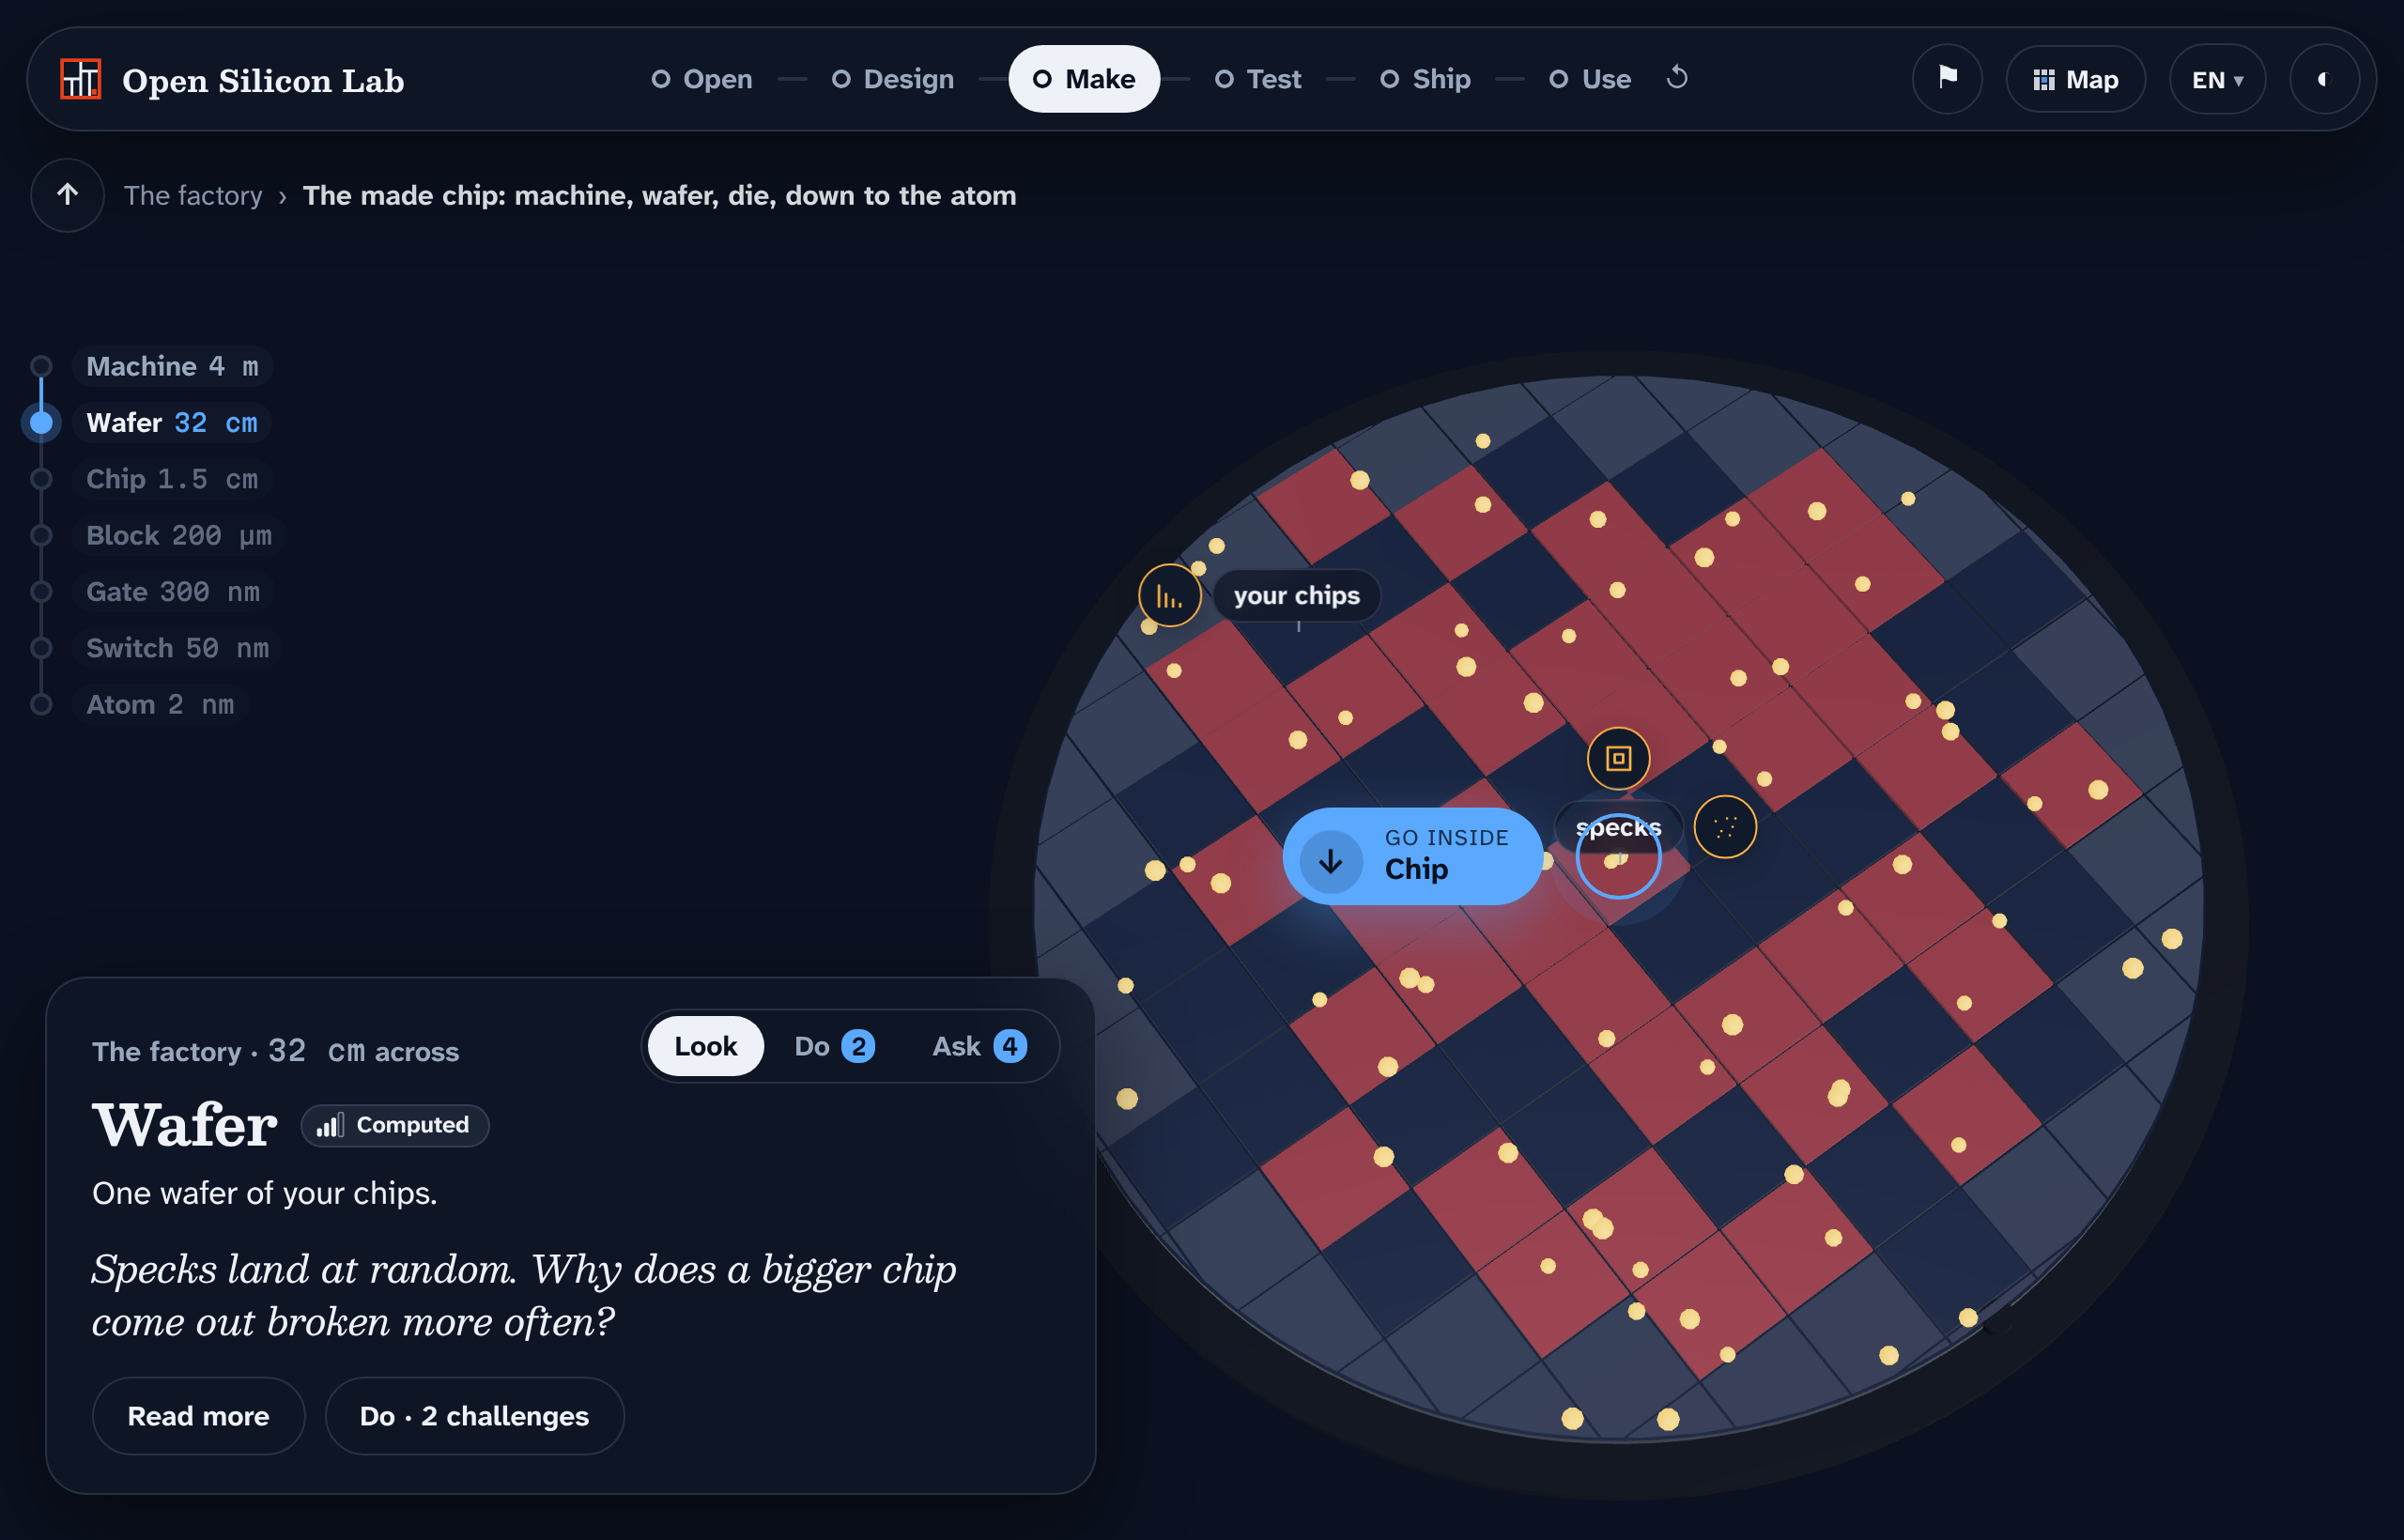 Open Silicon Lab
Open
Design
Make
Test
Ship
Use
Map
EN
The factory › The made chip: machine, wafer, die, down to the atom
Machine 4 m
Wafer 32 cm
Chip 1.5 cm
Block 200 µm
Gate 300 nm
Switch 50 nm
Atom 2 nm
your chips
specks
GO INSIDE
Chip
The factory · 32 cm across
Look
Do 2
Ask 4
Wafer
Computed
One wafer of your chips.
Specks land at random. Why does a bigger chip
come out broken more often?
Read more
Do · 2 challenges